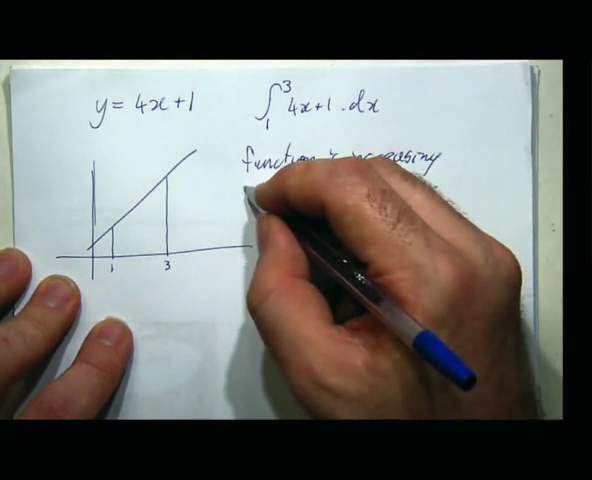 y = 4x+1
∫₁³ 4x+1 . dx
function is increasing
1 3